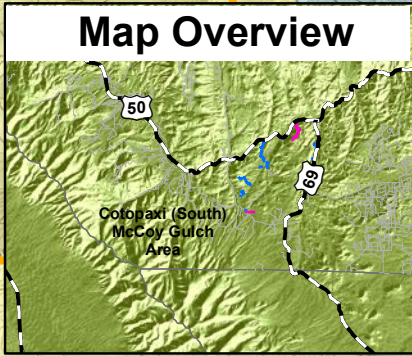 Map Overview
50
69
Cotopaxi (South)
McCoy Gulch
Area